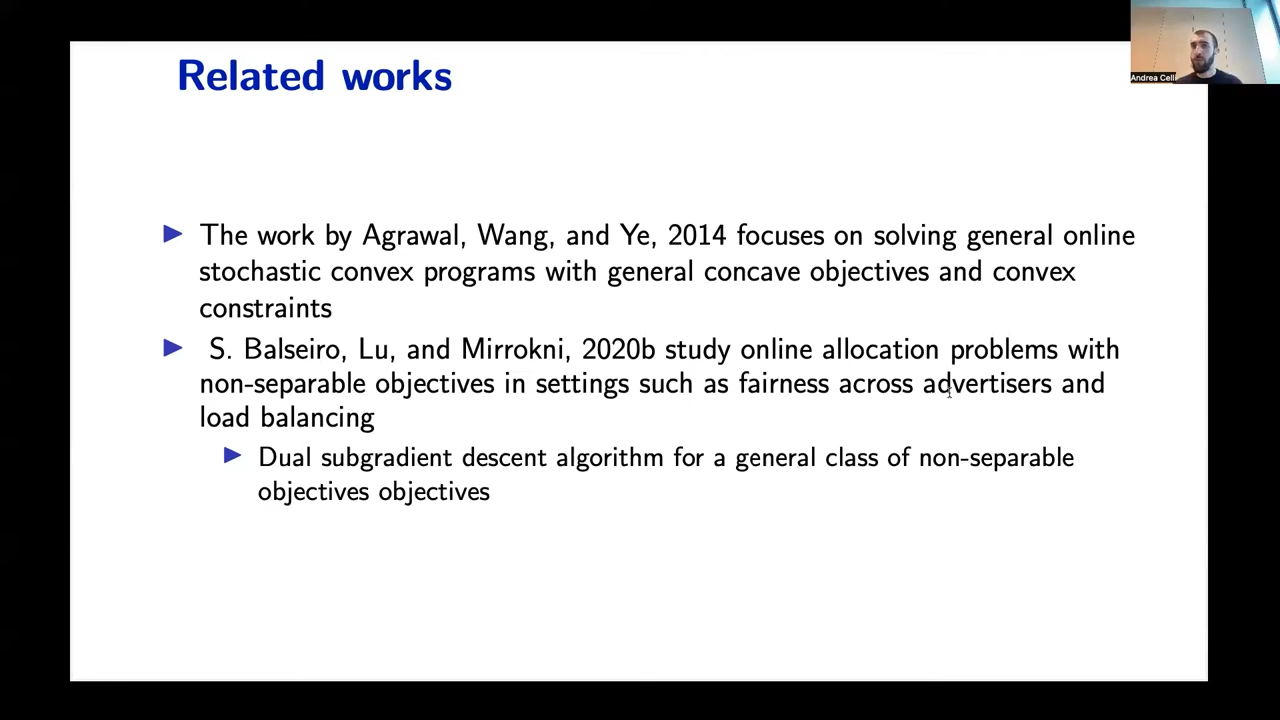 Related works
Andrea Celli
▶ The work by Agrawal, Wang, and Ye, 2014 focuses on solving general online
stochastic convex programs with general concave objectives and convex
constraints
▶ S. Balseiro, Lu, and Mirrokni, 2020b study online allocation problems with
non-separable objectives in settings such as fairness across advertisers and
load balancing
▶ Dual subgradient descent algorithm for a general class of non-separable
objectives objectives